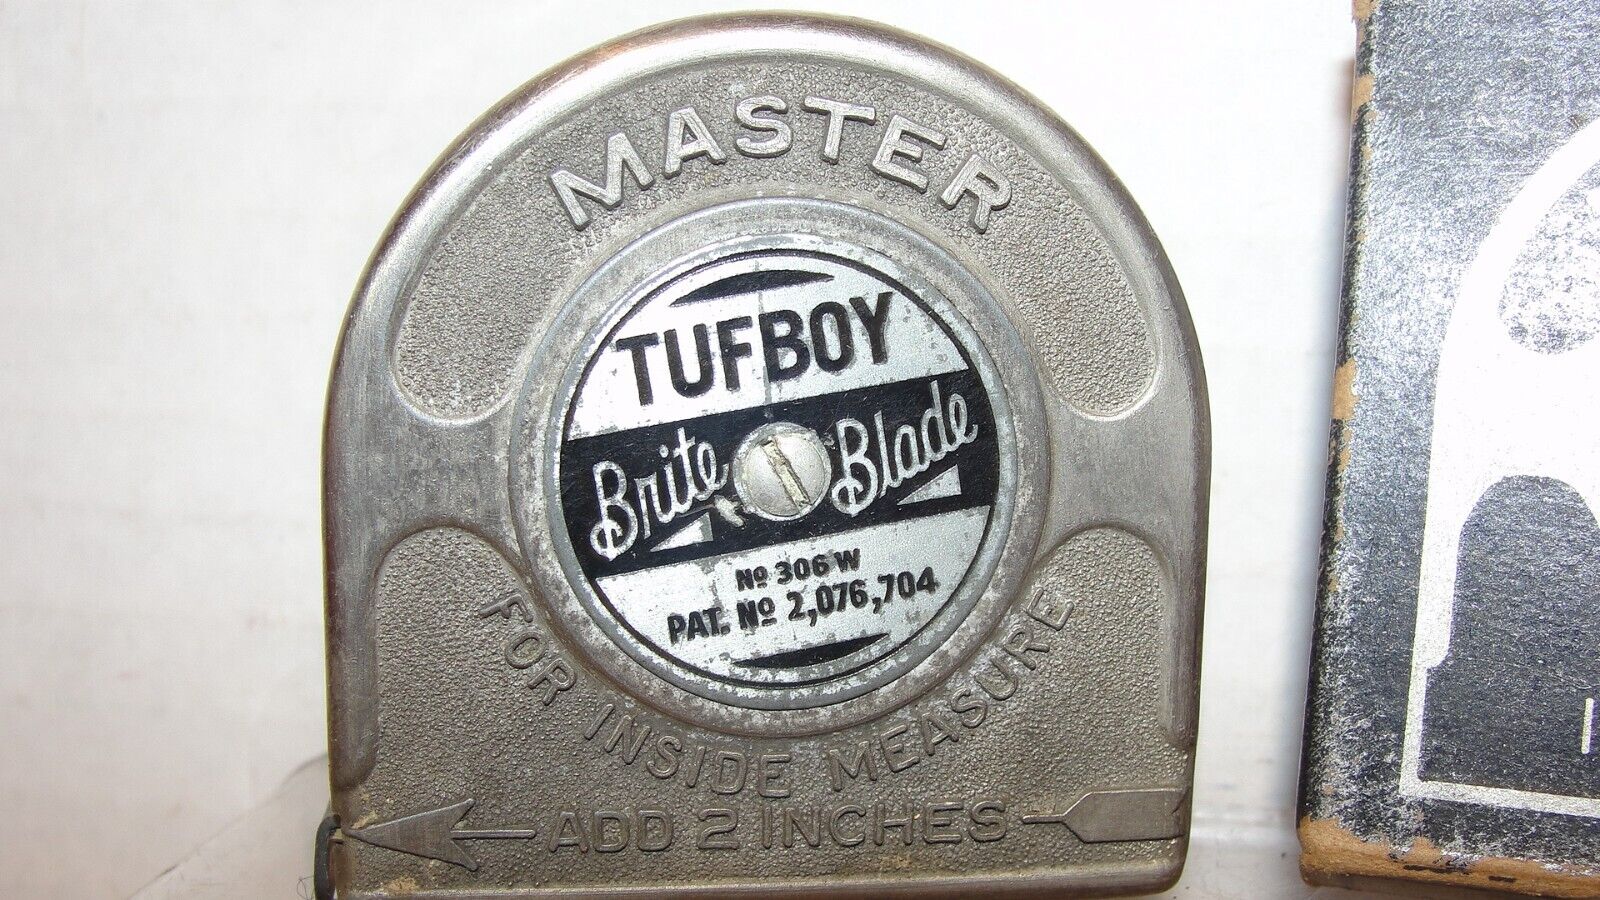 MASTER
TUFBOY
Brite Blade
Nº 306 W
PAT. Nº 2,076,704
FOR INSIDE MEASURE
ADD 2 INCHES